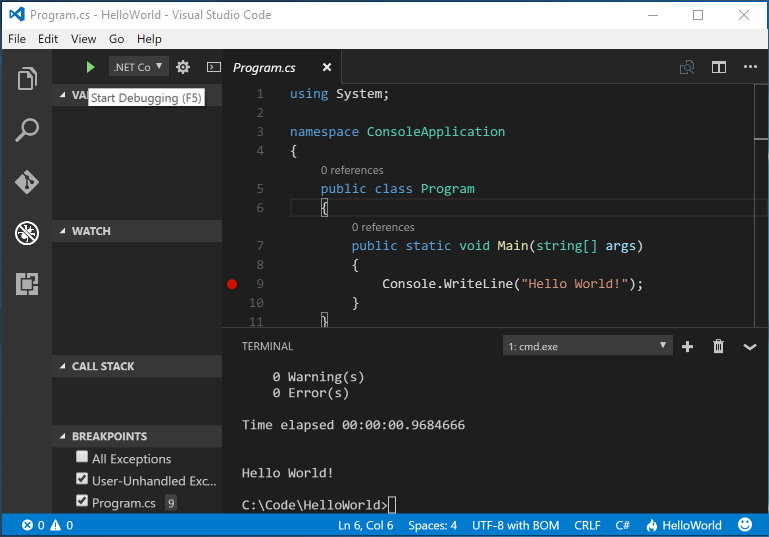 Program.cs - HelloWorld - Visual Studio Code
File Edit View Go Help
.NET Co
Program.cs
VA
Start Debugging (F5)
WATCH
CALL STACK
BREAKPOINTS
All Exceptions
User-Unhandled Exc...
Program.cs 9
1 using System;
2
3 namespace ConsoleApplication
4 {
0 references
5 public class Program
6 {
0 references
7 public static void Main(string[] args)
8 {
9 Console.WriteLine("Hello World!");
10 }
11 }
TERMINAL
1: cmd.exe
0 Warning(s)
0 Error(s)
Time elapsed 00:00:00.9684666
Hello World!
C:\Code\HelloWorld>
0 0 Ln 6, Col 6 Spaces: 4 UTF-8 with BOM CRLF C# HelloWorld